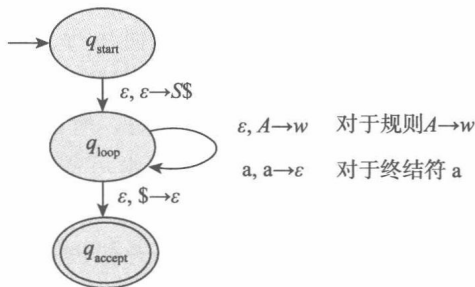 q_start
ε, ε→S$
q_loop
ε, A→w 对于规则A→w
a, a→ε 对于终结符 a
ε, $→ε
q_accept